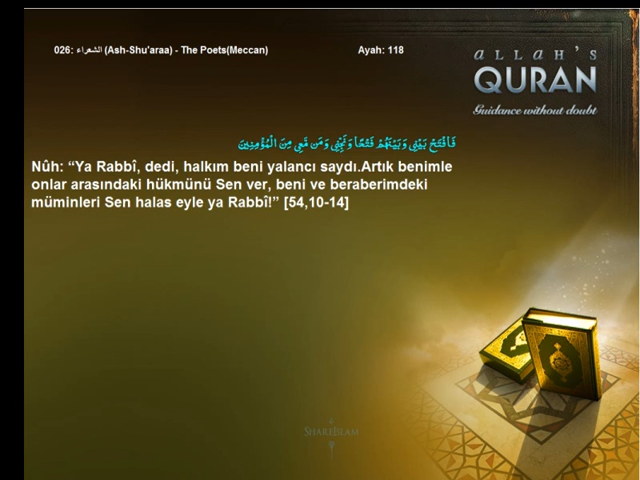 026: الشعراء (Ash-Shu'araa) - The Poets(Meccan) Ayah: 118
ALLAH'S
QURAN
Guidance without doubt
فَافْتَحْ بَيْنِي وَبَيْنَهُمْ فَتْحًا وَنَجِّنِي وَمَن مَّعِي مِنَ الْمُؤْمِنِينَ
Nûh: “Ya Rabbî, dedi, halkım beni yalancı saydı.Artık benimle
onlar arasındaki hükmünü Sen ver, beni ve beraberimdeki
müminleri Sen halas eyle ya Rabbî!” [54,10-14]
SHAREISLAM